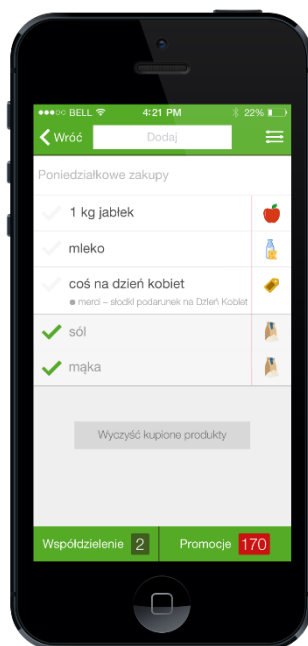 BELL 4:21 PM 22%
Wróć Dodaj
Poniedziałkowe zakupy
1 kg jabłek
mleko
coś na dzień kobiet
merci – słodki podarunek na Dzień Kobiet
sól
mąka
Wyczyść kupione produkty
Współdzielenie 2 Promocje 170